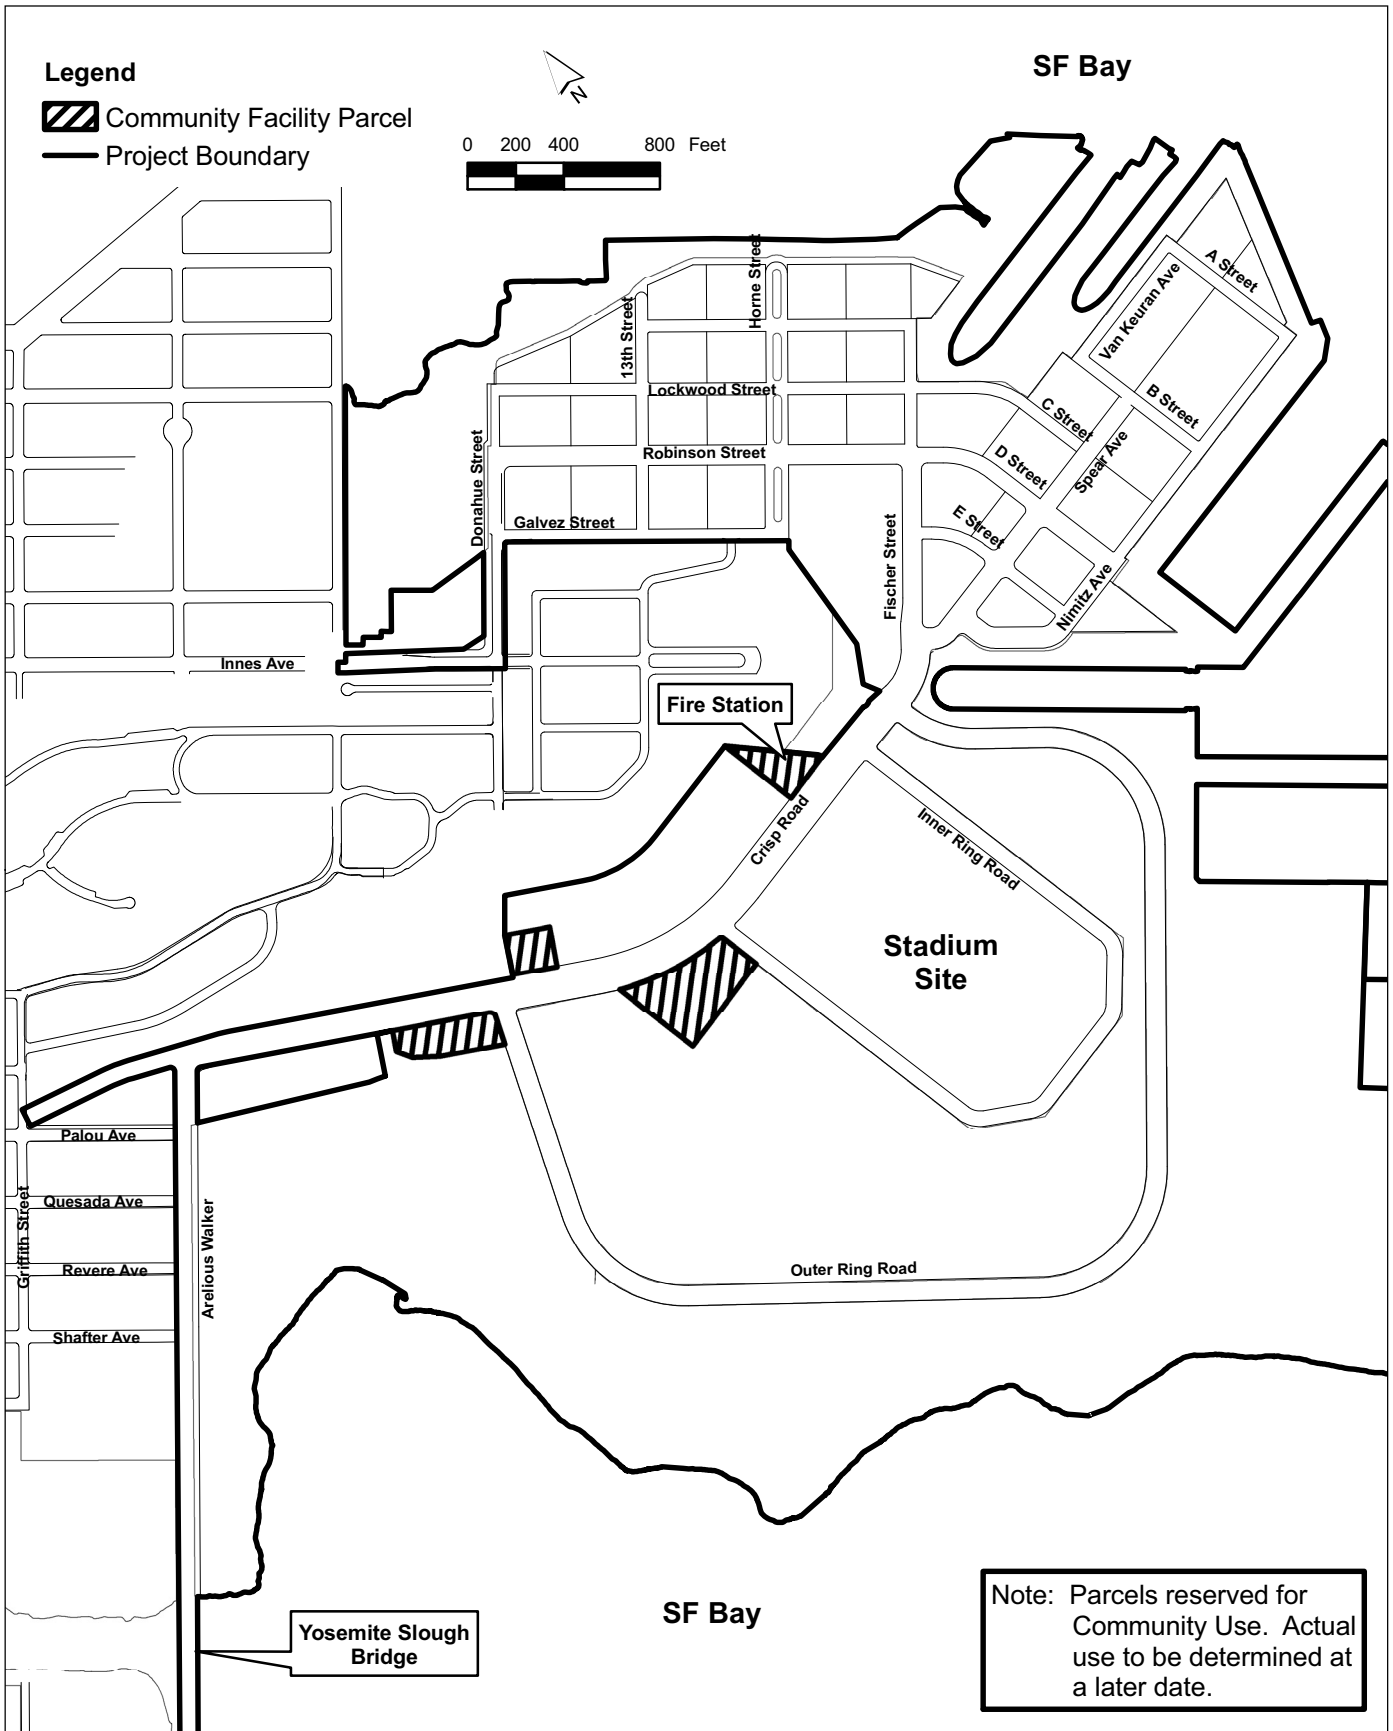 SF Bay
Legend
Community Facility Parcel
Project Boundary
N
0 200 400 800 Feet
Horne Street
A Street
Van Keuran Ave
13th Street
Lockwood Street
B Street
C Street
Donahue Street
Robinson Street
D Street
Spear Ave
Galvez Street
E Street
Fischer Street
Nimitz Ave
Innes Ave
Fire Station
Crisp Road
Inner Ring Road
Stadium
Site
Palou Ave
Quesada Ave
Griffith Street
Arelious Walker
Revere Ave
Outer Ring Road
Shafter Ave
SF Bay
Yosemite Slough
Bridge
Note: Parcels reserved for
Community Use. Actual
use to be determined at
a later date.